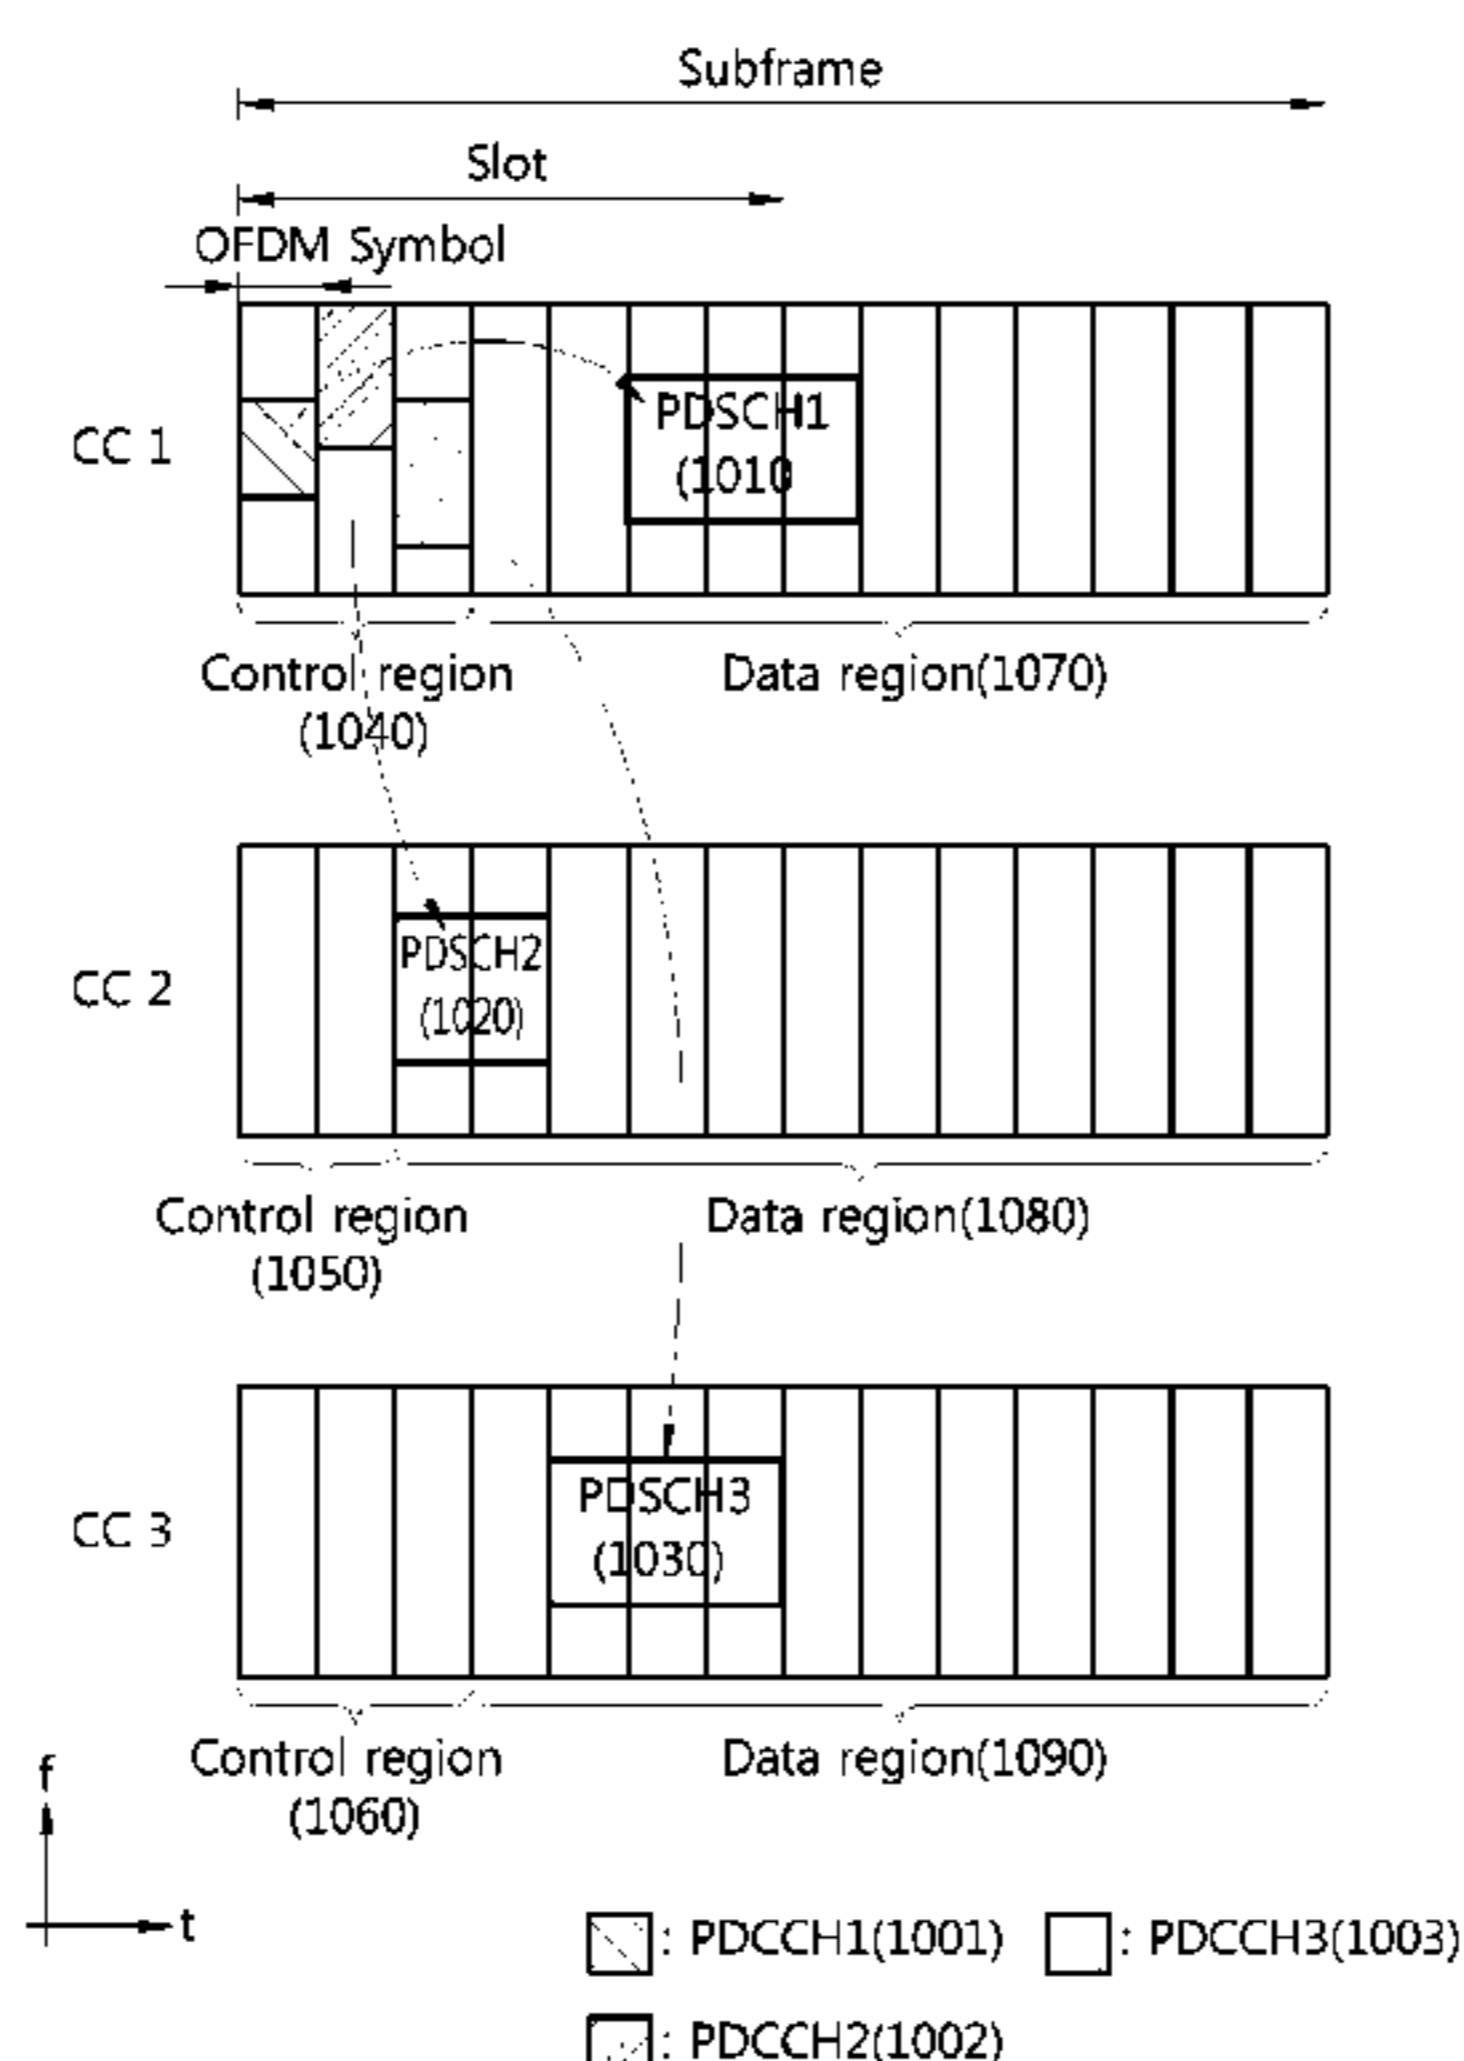 Subframe
Slot
OFDM Symbol
CC 1
PDSCH1
(1010
Control region
(1040)
Data region(1070)
CC 2
PDSCH2
(1020)
Control region
(1050)
Data region(1080)
CC 3
PDSCH3
(1030)
Control region
(1060)
Data region(1090)
f
t
: PDCCH1(1001)
: PDCCH3(1003)
: PDCCH2(1002)